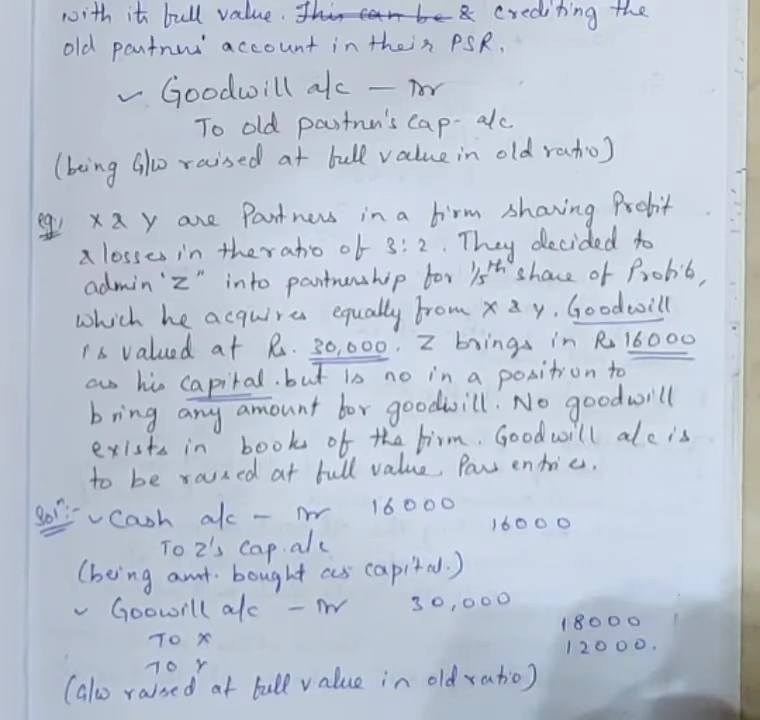 with its full value. This can be & crediting the
old partners' account in their PSR.
✓ Goodwill a/c — Dr
To old partner's cap- a/c
(being G/w raised at full value in old ratio)
eg, X & Y are Partners in a firm sharing Profit
& losses in the ratio of 3:2. They decided to
admin 'Z" into partnership for 1/5th share of Profits,
which he acquires equally from X & Y. Goodwill
is valued at Rs. 30,000. Z brings in Rs 16000
as his capital. but is no in a position to
bring any amount for goodwill. No goodwill
exists in books of the firm. Goodwill a/c is
to be raised at full value. Pass entries.
Sol":- ✓ Cash a/c — Dr 16000
16000
To Z's Cap. a/c
(being amt. bought as capital.)
✓ Goowill a/c — Dr 30,000
18000
To X
12000.
To Y
(G/w raised at full value in old ratio)